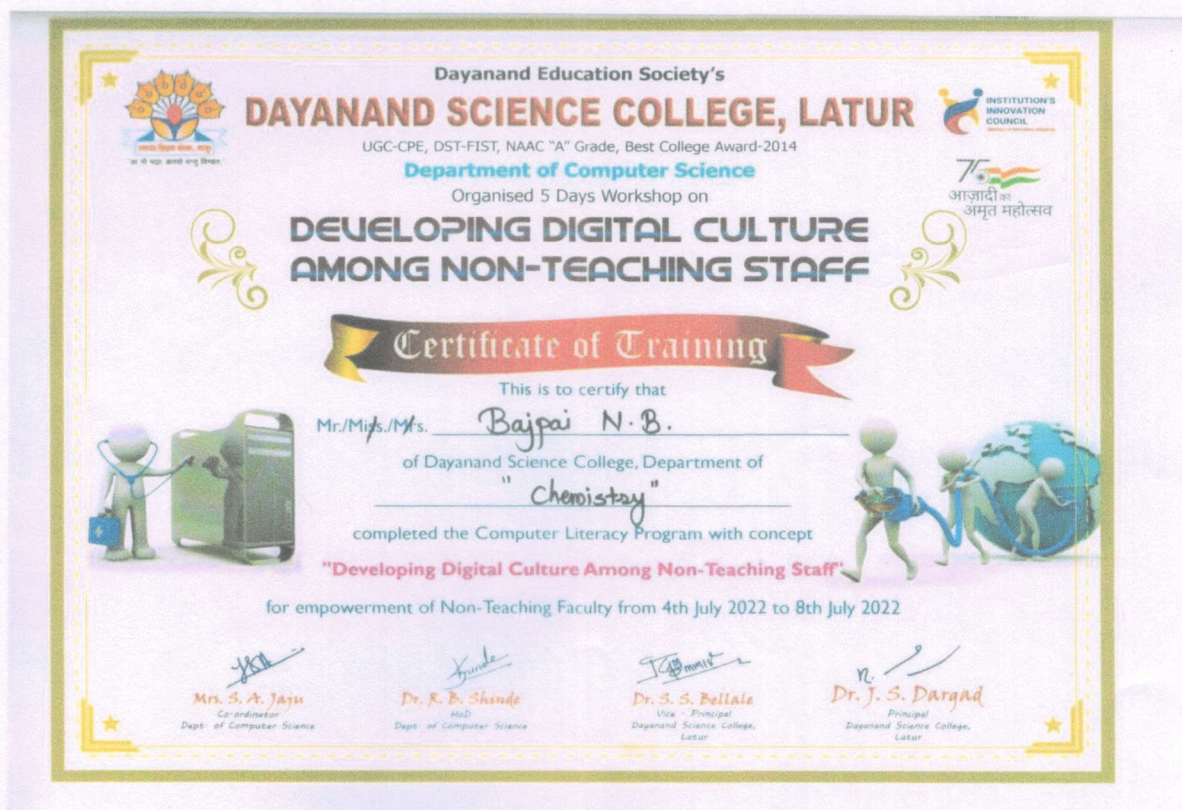 Dayanand Education Society's
DAYANAND SCIENCE COLLEGE, LATUR
UGC-CPE, DST-FIST, NAAC "A" Grade, Best College Award-2014
Department of Computer Science
Organised 5 Days Workshop on
DEVELOPING DIGITAL CULTURE
AMONG NON-TEACHING STAFF
INSTITUTION'S
INNOVATION
COUNCIL
75
आज़ादी का
अमृत महोत्सव
Certificate of Training
This is to certify that
Mr./Miss./Mrs. Bajpai N.B.
of Dayanand Science College, Department of
"Chemistry"
completed the Computer Literacy Program with concept
"Developing Digital Culture Among Non-Teaching Staff"
for empowerment of Non-Teaching Faculty from 4th July 2022 to 8th July 2022
Mrs. S. A. Jaju
Co-ordinator
Dept. of Computer Science
Dr. R. B. Shinde
HoD
Dept. of Computer Science
Dr. S. S. Bellale
Vice - Principal
Dayanand Science College,
Latur
Dr. J. S. Dargad
Principal
Dayanand Science College,
Latur